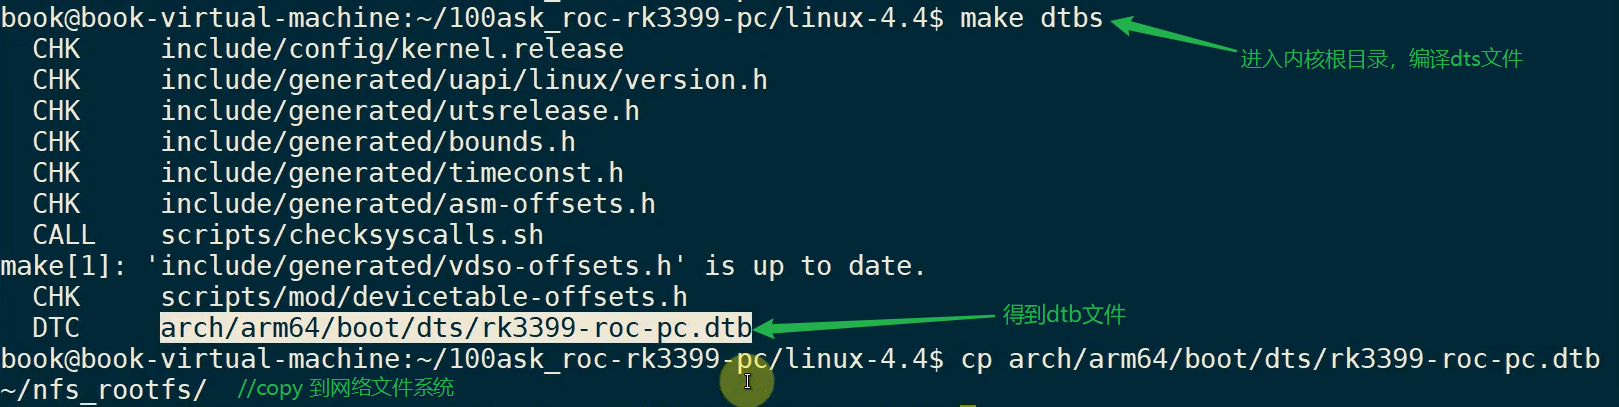 book@book-virtual-machine:~/100ask_roc-rk3399-pc/linux-4.4$ make dtbs
进入内核根目录，编译dts文件
CHK     include/config/kernel.release
CHK     include/generated/uapi/linux/version.h
CHK     include/generated/utsrelease.h
CHK     include/generated/bounds.h
CHK     include/generated/timeconst.h
CHK     include/generated/asm-offsets.h
CALL    scripts/checksyscalls.sh
make[1]: 'include/generated/vdso-offsets.h' is up to date.
CHK     scripts/mod/devicetable-offsets.h
DTC     arch/arm64/boot/dts/rk3399-roc-pc.dtb
得到dtb文件
book@book-virtual-machine:~/100ask_roc-rk3399-pc/linux-4.4$ cp arch/arm64/boot/dts/rk3399-roc-pc.dtb
~/nfs_rootfs/ //copy 到网络文件系统